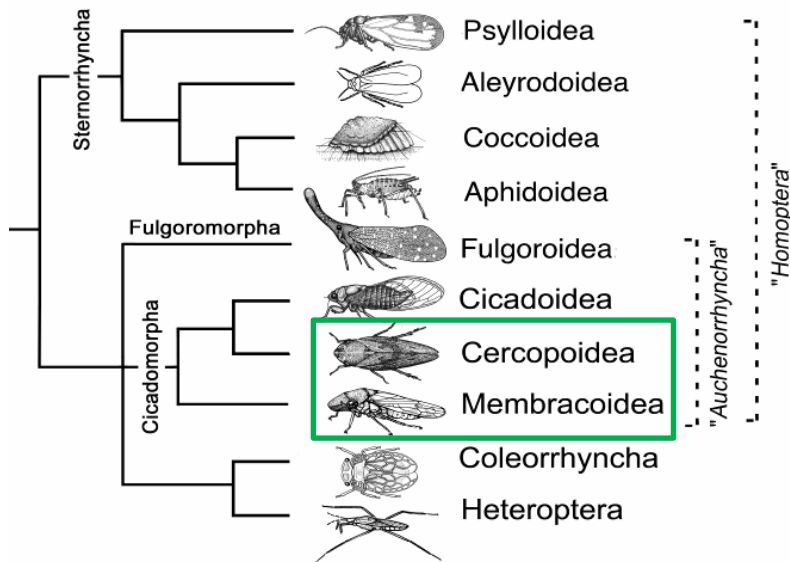 Sternorrhyncha
Psylloidea
Aleyrodoidea
Coccoidea
Aphidoidea
Fulgoromorpha
Fulgoroidea
Cicadomorpha
Cicadoidea
Cercopoidea
Membracoidea
Coleorrhyncha
Heteroptera
"Auchenorrhyncha"
"Homoptera"